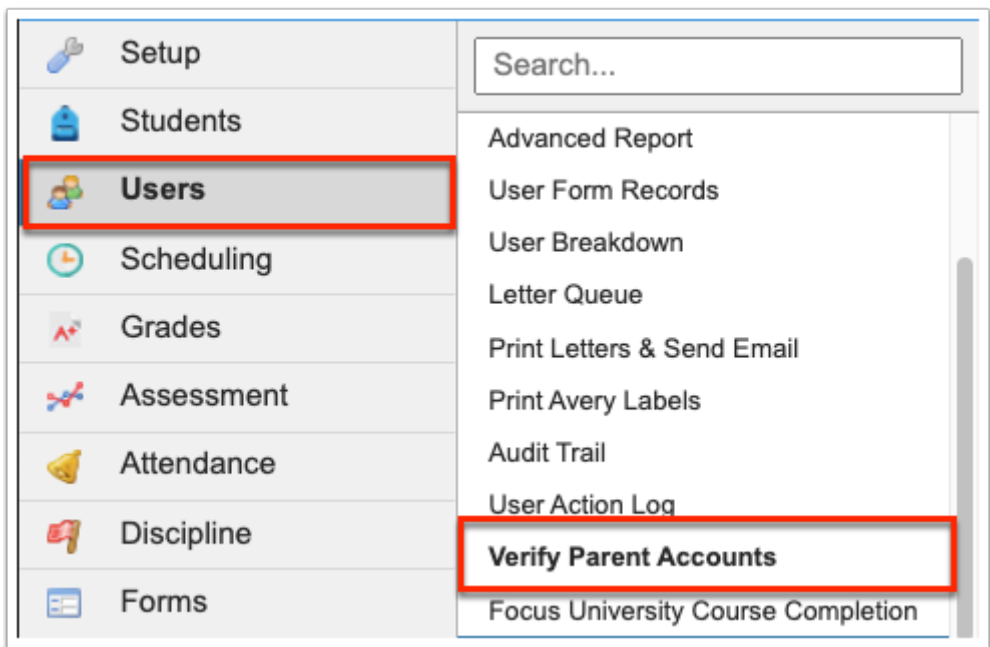 Setup
Students
Users
Scheduling
Grades
Assessment
Attendance
Discipline
Forms
Search...
Advanced Report
User Form Records
User Breakdown
Letter Queue
Print Letters & Send Email
Print Avery Labels
Audit Trail
User Action Log
Verify Parent Accounts
Focus University Course Completion